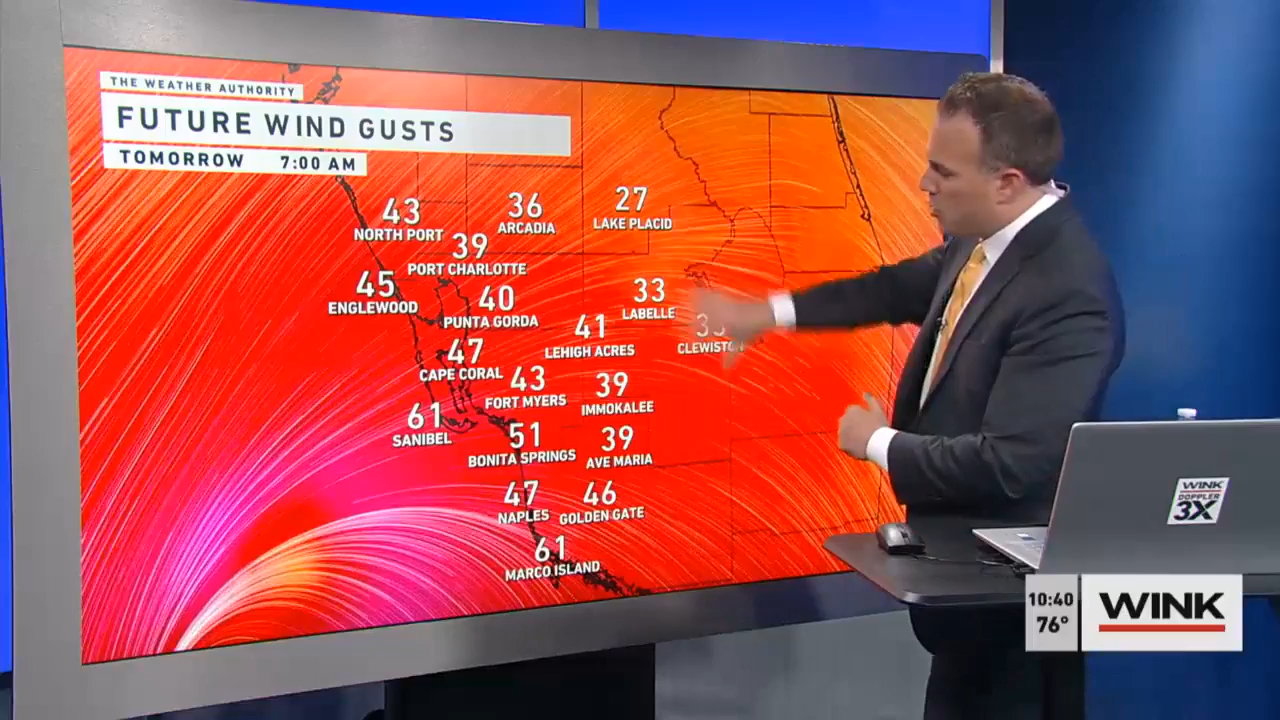 THE WEATHER AUTHORITY
FUTURE WIND GUSTS
TOMORROW 7:00 AM
43
NORTH PORT
36
ARCADIA
27
LAKE PLACID
39
PORT CHARLOTTE
45
ENGLEWOOD
40
PUNTA GORDA
33
LABELLE
41
LEHIGH ACRES
CLEWISTON
47
CAPE CORAL
43
FORT MYERS
39
IMMOKALEE
61
SANIBEL
51
BONITA SPRINGS
39
AVE MARIA
47
NAPLES
46
GOLDEN GATE
61
MARCO ISLAND
WINK
DOPPLER
3X
10:40
76°
WINK